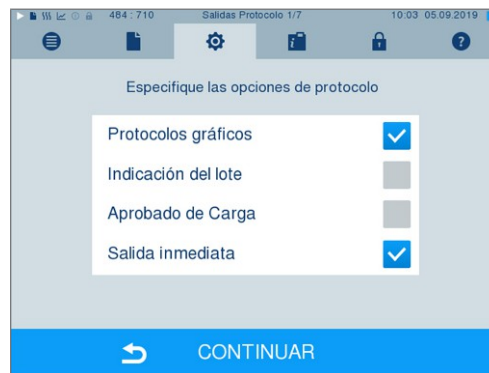 484 : 710 Salidas Protocolo 1/7 10:03 05.09.2019
Especifique las opciones de protocolo
Protocolos gráficos
Indicación del lote
Aprobado de Carga
Salida inmediata
CONTINUAR